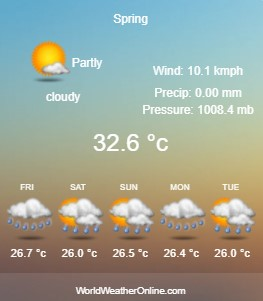 Spring
Partly
cloudy
Wind: 10.1 kmph
Precip: 0.00 mm
Pressure: 1008.4 mb
32.6 °c
FRI SAT SUN MON TUE
26.7 °c 26.0 °c 26.5 °c 26.4 °c 26.0 °c
WorldWeatherOnline.com